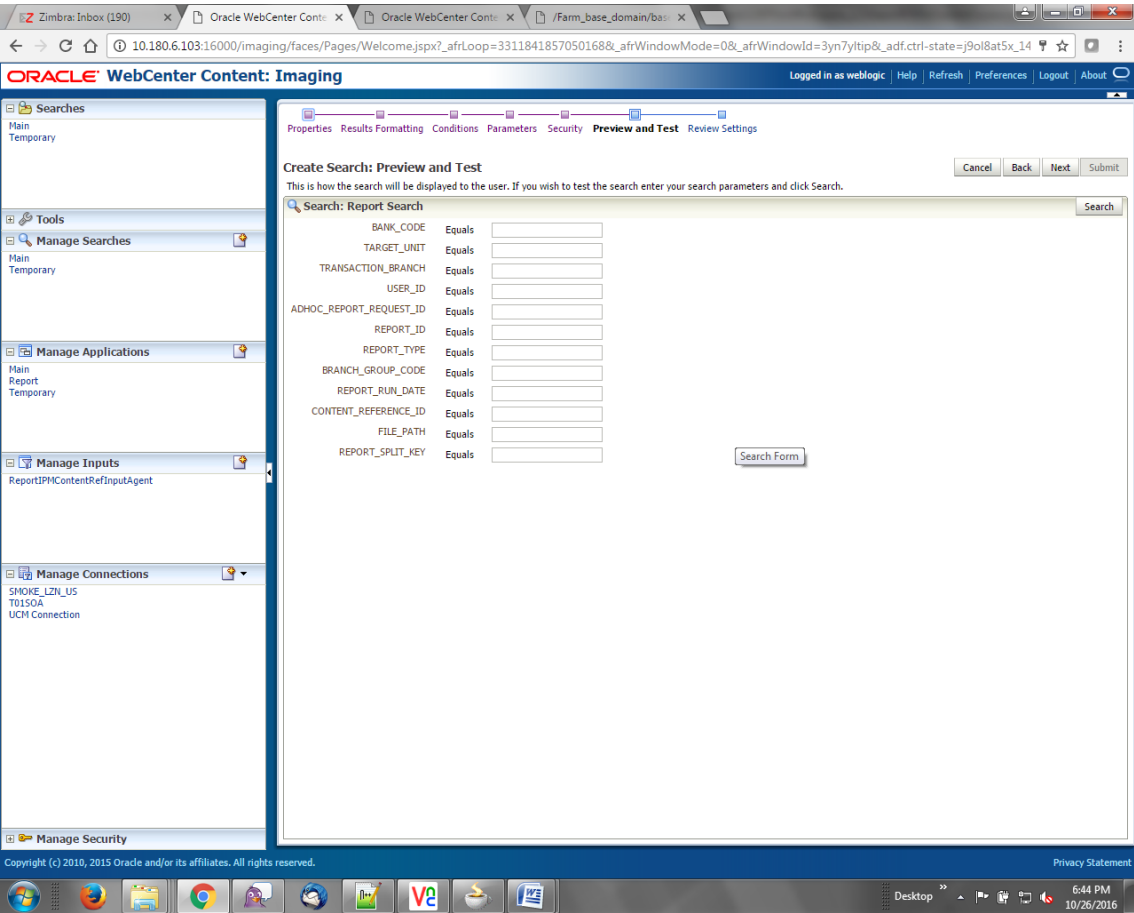 Zimbra: Inbox (190)
Oracle WebCenter Conte
Oracle WebCenter Conte
/Farm_base_domain/bas
10.180.6.103:16000/imaging/faces/Pages/Welcome.jspx?_afrLoop=33118418570501688&_afrWindowMode=0&_afrWindowId=3yn7yltip&_adf.ctrl-state=j9ol8at5x_14
ORACLE WebCenter Content: Imaging
Logged in as weblogic Help Refresh Preferences Logout About
Searches
Main
Temporary
Tools
Manage Searches
Main
Temporary
Manage Applications
Main
Report
Temporary
Manage Inputs
ReportIPMContentRefInputAgent
Manage Connections
SMOKE_LZN_US
T01SOA
UCM Connection
Manage Security
Properties Results Formatting Conditions Parameters Security Preview and Test Review Settings
Create Search: Preview and Test
Cancel Back Next Submit
This is how the search will be displayed to the user. If you wish to test the search enter your search parameters and click Search.
Search: Report Search
Search
BANK_CODE Equals
TARGET_UNIT Equals
TRANSACTION_BRANCH Equals
USER_ID Equals
ADHOC_REPORT_REQUEST_ID Equals
REPORT_ID Equals
REPORT_TYPE Equals
BRANCH_GROUP_CODE Equals
REPORT_RUN_DATE Equals
CONTENT_REFERENCE_ID Equals
FILE_PATH Equals
REPORT_SPLIT_KEY Equals
Search Form
Copyright (c) 2010, 2015 Oracle and/or its affiliates. All rights reserved.
Privacy Statement
Desktop
6:44 PM
10/26/2016